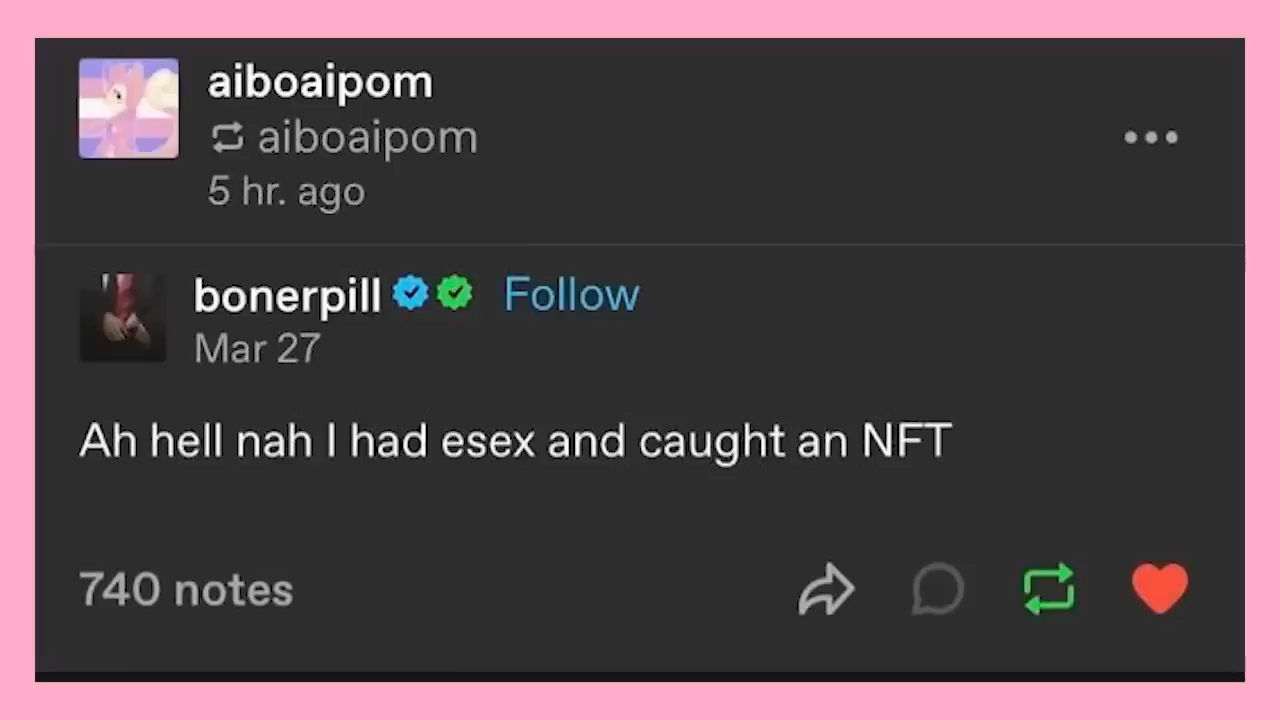 aiboaipom
aiboaipom
5 hr. ago
bonerpill Follow
Mar 27
Ah hell nah I had esex and caught an NFT
740 notes